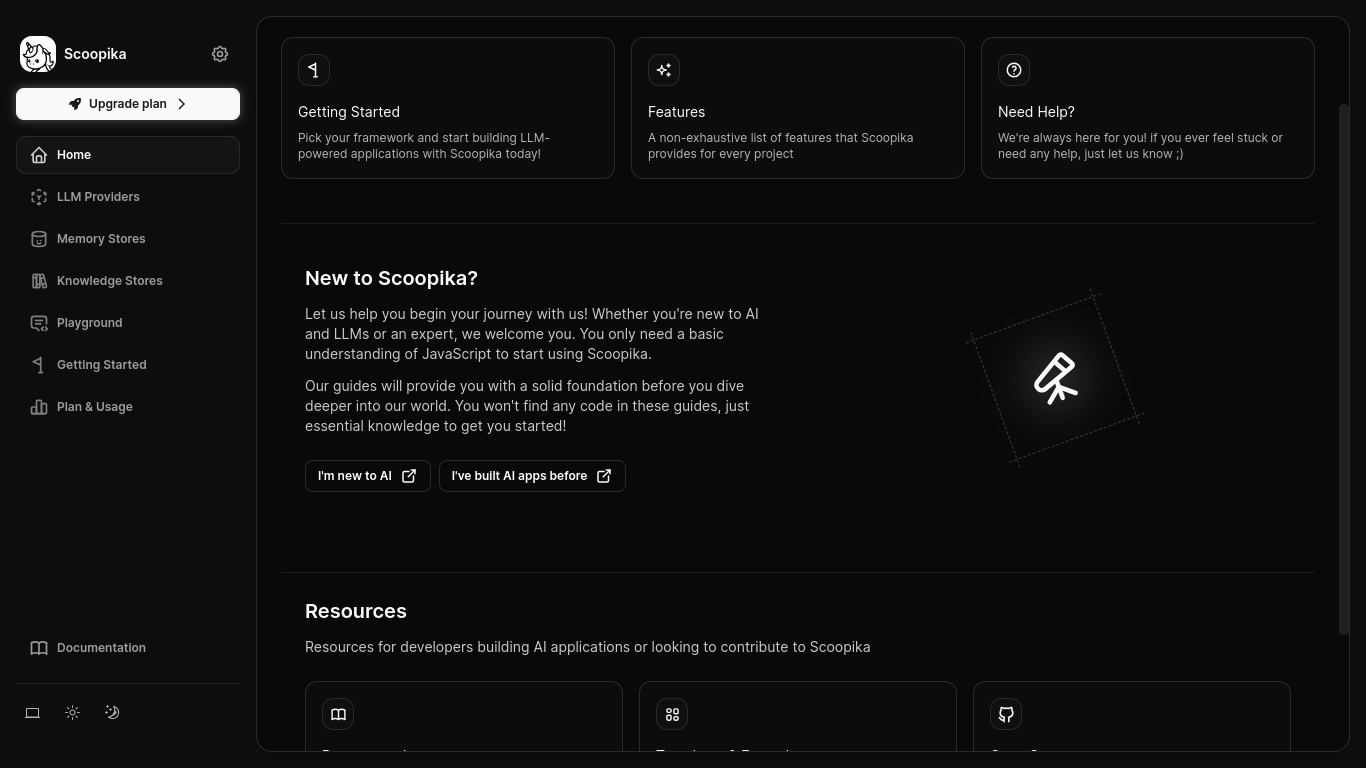 Scoopika
Upgrade plan
Home
LLM Providers
Memory Stores
Knowledge Stores
Playground
Getting Started
Plan & Usage
Documentation
Getting Started
Pick your framework and start building LLM-
powered applications with Scoopika today!
Features
A non-exhaustive list of features that Scoopika
provides for every project
Need Help?
We're always here for you! if you ever feel stuck or
need any help, just let us know ;)
New to Scoopika?
Let us help you begin your journey with us! Whether you're new to AI
and LLMs or an expert, we welcome you. You only need a basic
understanding of JavaScript to start using Scoopika.
Our guides will provide you with a solid foundation before you dive
deeper into our world. You won't find any code in these guides, just
essential knowledge to get you started!
I'm new to AI
I've built AI apps before
Resources
Resources for developers building AI applications or looking to contribute to Scoopika